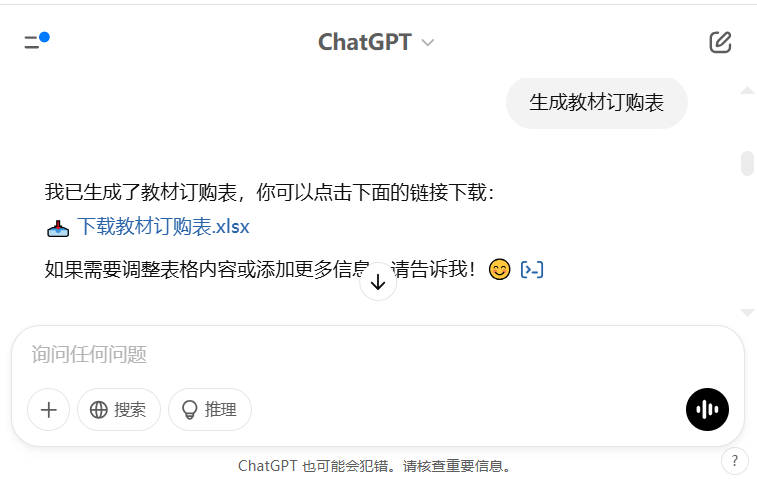 ChatGPT
生成教材订购表
我已生成了教材订购表，你可以点击下面的链接下载：
下载教材订购表.xlsx
如果需要调整表格内容或添加更多信息 请告诉我！
询问任何问题
搜索 推理
ChatGPT 也可能会犯错。请核查重要信息。
?